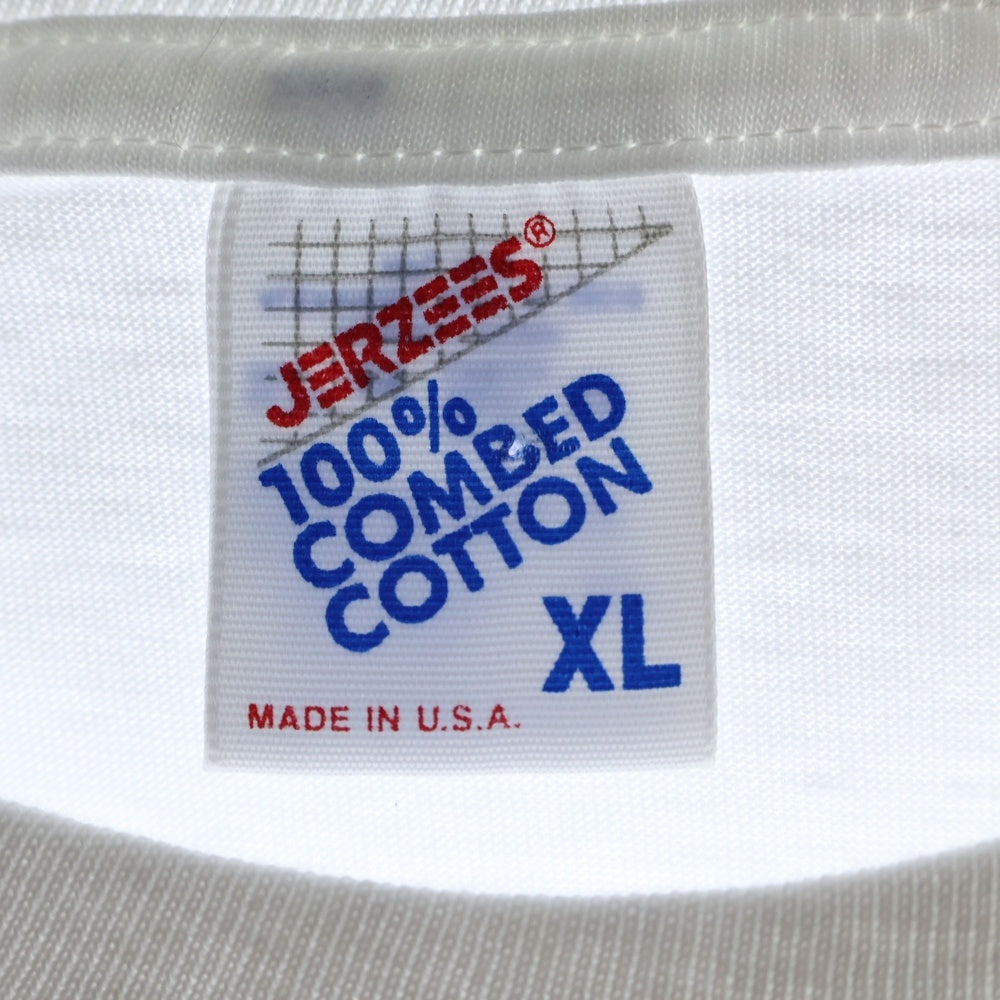 JERZEES®
100%
COMBED
COTTON
XL
MADE IN U.S.A.